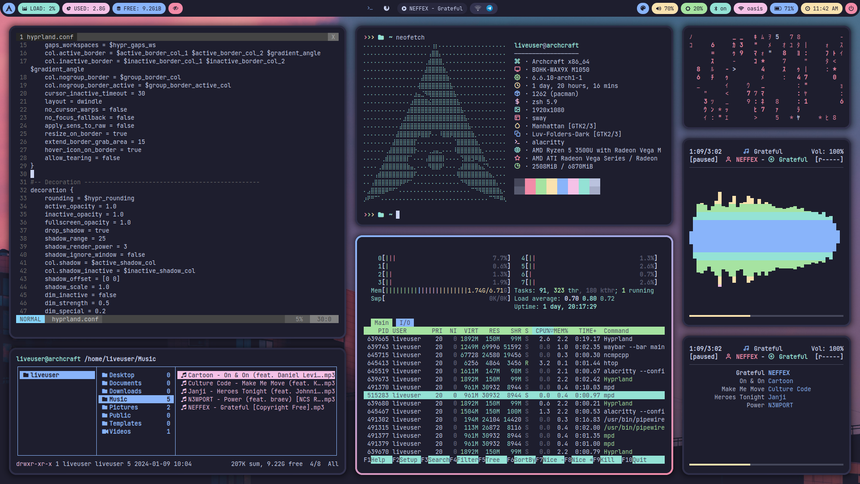 LOAD: 2% USED: 2.8G FREE: 9.2GiB
NEFFEX - Grateful
70% 20% on oasis 71% 11:42 AM
1 hyprland.conf
15 gaps_workspaces = $hypr_gaps_ws
16 col.active_border = $active_border_col_1 $active_border_col_2 $gradient_angle
17 col.inactive_border = $inactive_border_col_1 $inactive_border_col_2
$gradient_angle
18 col.nogroup_border = $group_border_col
19 col.nogroup_border_active = $group_border_active_col
20 cursor_inactive_timeout = 30
21 layout = dwindle
22 no_cursor_warps = false
23 no_focus_fallback = false
24 apply_sens_to_raw = false
25 resize_on_border = true
26 extend_border_grab_area = 15
27 hover_icon_on_border = true
28 allow_tearing = false
29 }
30
31 #-- Decoration
32 decoration {
33 rounding = $hypr_rounding
34 active_opacity = 1.0
35 inactive_opacity = 1.0
36 fullscreen_opacity = 1.0
37 drop_shadow = true
38 shadow_range = 25
39 shadow_render_power = 3
40 shadow_ignore_window = false
41 col.shadow = $active_shadow_col
42 col.shadow_inactive = $inactive_shadow_col
43 shadow_offset = [0 0]
44 shadow_scale = 1.0
45 dim_inactive = false
46 dim_strength = 0.5
47 dim_special = 0.2
NORMAL hyprland.conf 5% 30:0
>>> ~ neofetch
liveuser@archcraft
· Archcraft x86_64
· BOHK-WAX9X M1050
· 6.6.10-arch1-1
· 1 day, 20 hours, 16 mins
· 1262 (pacman)
· zsh 5.9
· 1920x1080
· sway
· Manhattan [GTK2/3]
· Luv-Folders-Dark [GTK2/3]
· alacritty
· AMD Ryzen 5 3500U with Radeon Vega M
· AMD ATI Radeon Vega Series / Radeon
· 2508MiB / 6870MiB
>>> ~
liveuser@archcraft /home/liveuser/Music
liveuser
Desktop 0
Documents 0
Downloads 0
Music 5
Pictures 2
Public 0
Templates 0
Videos 1
Cartoon - On & On (feat. Daniel Levi….mp3
Culture Code - Make Me Move (feat. K….mp3
Janji - Heroes Tonight (feat. Johnni….mp3
N3WPORT - Power (feat. braev) [NCS R….mp3
NEFFEX - Grateful [Copyright Free].mp3
drwxr-xr-x 1 liveuser liveuser 5 2024-01-09 10:04 207K sum, 9.22G free 4/8 All
0[ 7.7%] 4[ 1.3%]
1[ 0.6%] 5[ 2.6%]
2[ 1.3%] 6[ 1.9%]
3[ 1.9%] 7[ 2.6%]
Mem[ 1.74G/6.71G] Tasks: 91, 323 thr, 180 kthr; 1 running
Swp[ 0K/0K] Load average: 0.70 0.80 0.72
Uptime: 1 day, 20:17:29
Main I/O
PID USER PRI NI VIRT RES SHR S CPU% MEM% TIME+ Command
639665 liveuser 20 0 1892M 150M 99M S 2.6 2.2 0:19.17 Hyprland
639743 liveuser 20 0 1249M 69996 51592 S 0.0 1.0 0:02.35 waybar --bar main
645715 liveuser 20 0 67728 24580 19456 S 0.0 0.3 0:00.30 ncmpcpp
645413 liveuser 20 0 6256 4864 3456 R 3.2 0.1 0:01.44 htop
645519 liveuser 20 0 1611M 147M 98M S 0.0 2.1 0:00.60 alacritty --confi
639673 liveuser 20 0 1892M 150M 99M S 0.0 2.2 0:02.42 Hyprland
491377 liveuser 20 0 961M 30932 8944 S 0.0 0.4 0:10.03 mpd
515283 liveuser 20 0 961M 30932 8944 S 0.0 0.4 0:00.97 mpd
639680 liveuser 20 0 1892M 150M 99M S 0.0 2.2 0:00.21 Hyprland
645467 liveuser 20 0 1504M 150M 100M S 1.3 2.2 0:00.53 alacritty --confi
491302 liveuser 20 0 194M 24104 14420 S 0.0 0.3 0:00.31 /usr/bin/pipewire
491315 liveuser 20 0 113M 26872 8116 S 0.0 0.4 0:00.02 /usr/bin/pipewire
491377 liveuser 20 0 961M 30932 8944 S 0.0 0.4 0:01.35 mpd
491379 liveuser 20 0 961M 30932 8944 S 0.0 0.4 0:01.00 mpd
639670 liveuser 20 0 1892M 150M 99M S 0.0 2.2 0:00.79 Hyprland
F1Help F2Setup F3Search F4Filter F5Tree F6SortBy F7Nice - F8Nice + F9Kill F10Quit
1:09/3:02 Grateful Vol: 100%
[paused] NEFFEX - Grateful [r-----]
1:09/3:02 Grateful Vol: 100%
[paused] NEFFEX - Grateful [r-----]
Grateful NEFFEX
On & On Cartoon
Make Me Move Culture Code
Heroes Tonight Janji
Power N3WPORT